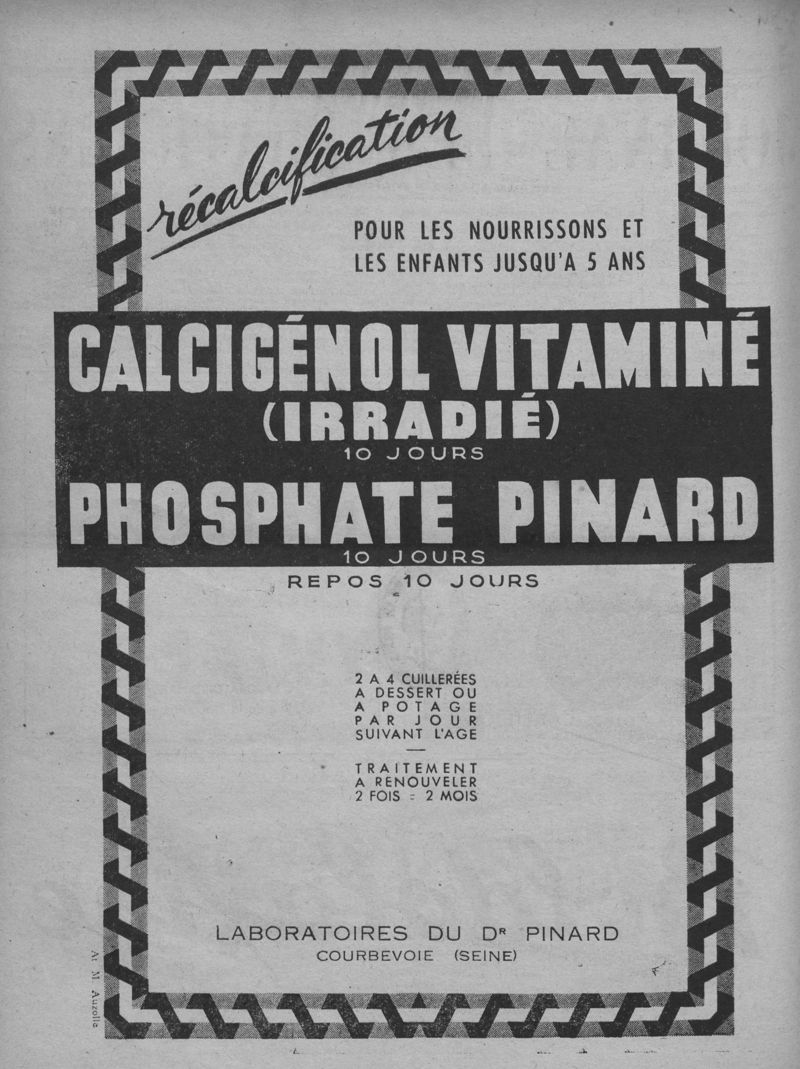 récalcification
POUR LES NOURRISSONS ET
LES ENFANTS JUSQU'A 5 ANS
CALCIGÉNOL VITAMINÉ
(IRRADIÉ)
10 JOURS
PHOSPHATE PINARD
10 JOURS
REPOS 10 JOURS
2 A 4 CUILLERÉES
A DESSERT OU
A POTAGE
PAR JOUR
SUIVANT L'AGE
TRAITEMENT
A RENOUVELER
2 FOIS = 2 MOIS
LABORATOIRES DU DR PINARD
COURBEVOIE (SEINE)
At M. Auzolle